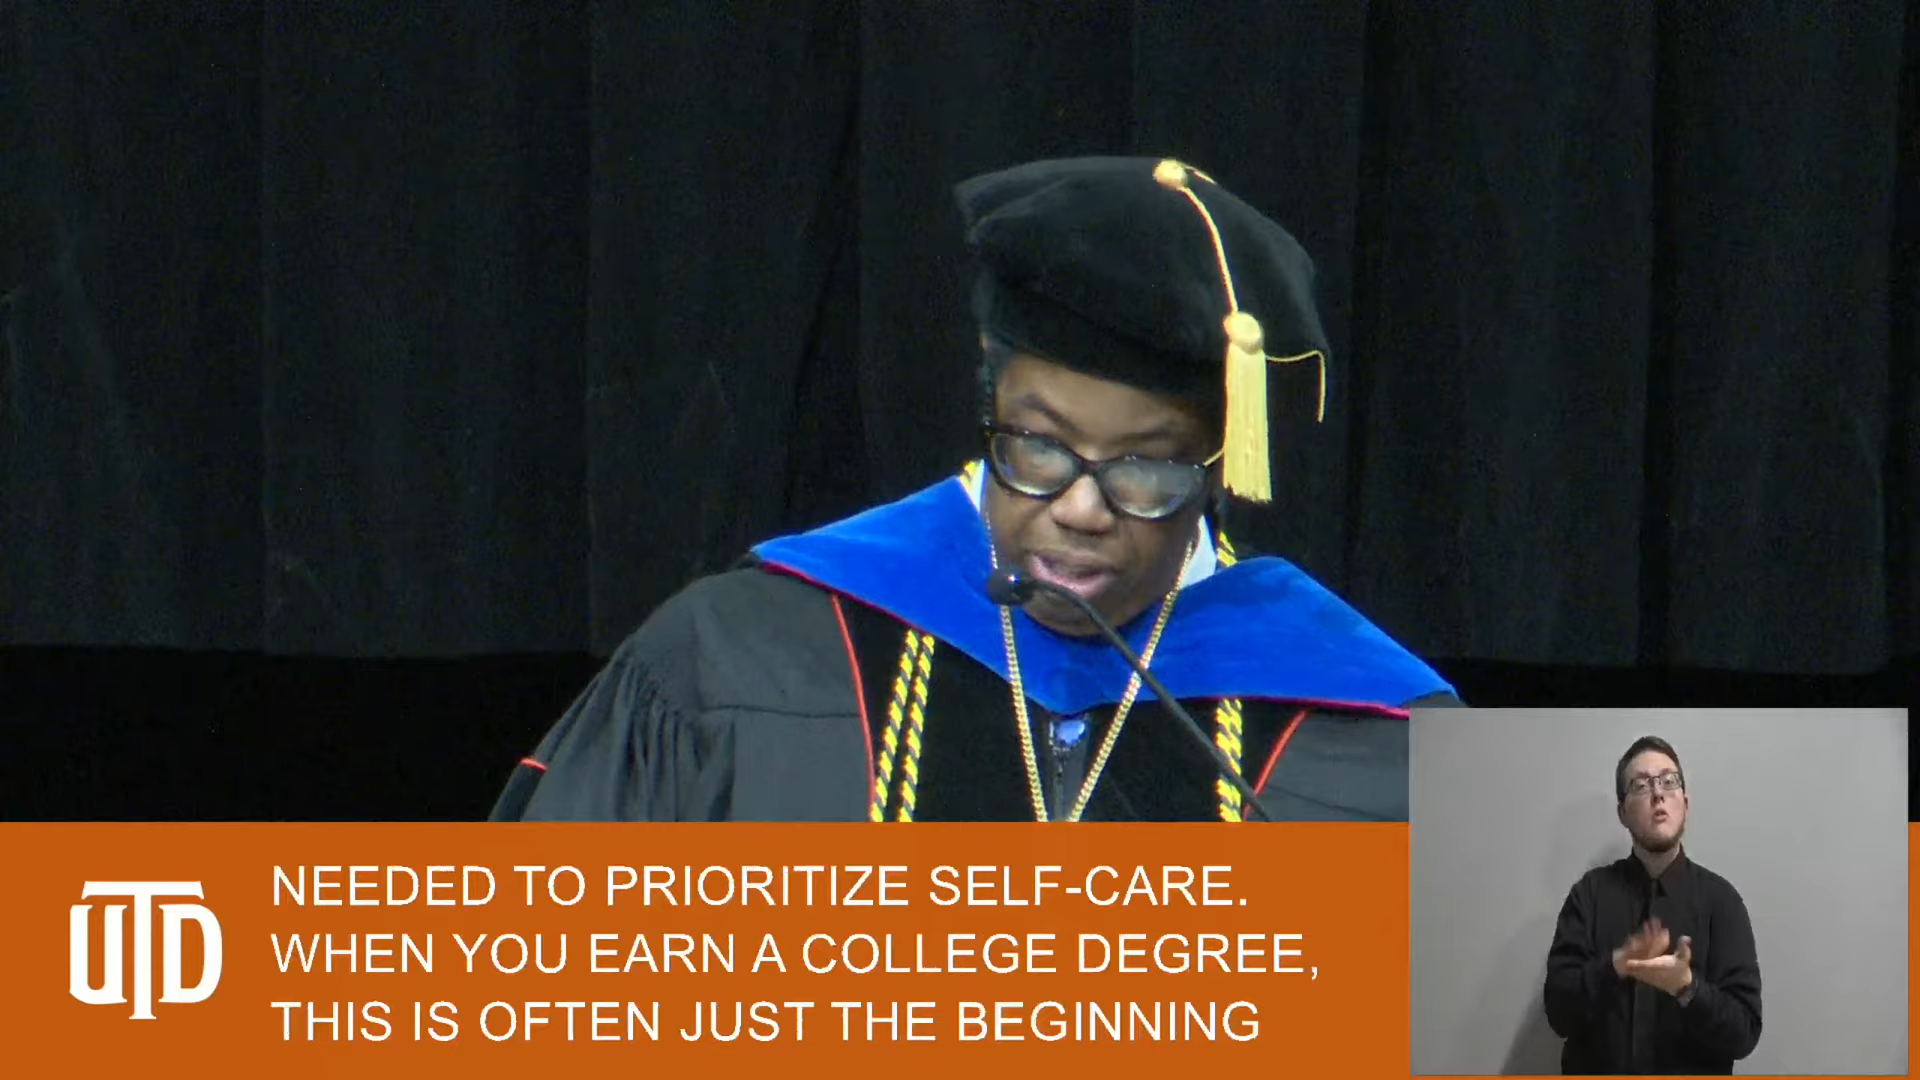 UTD
NEEDED TO PRIORITIZE SELF-CARE.
WHEN YOU EARN A COLLEGE DEGREE,
THIS IS OFTEN JUST THE BEGINNING